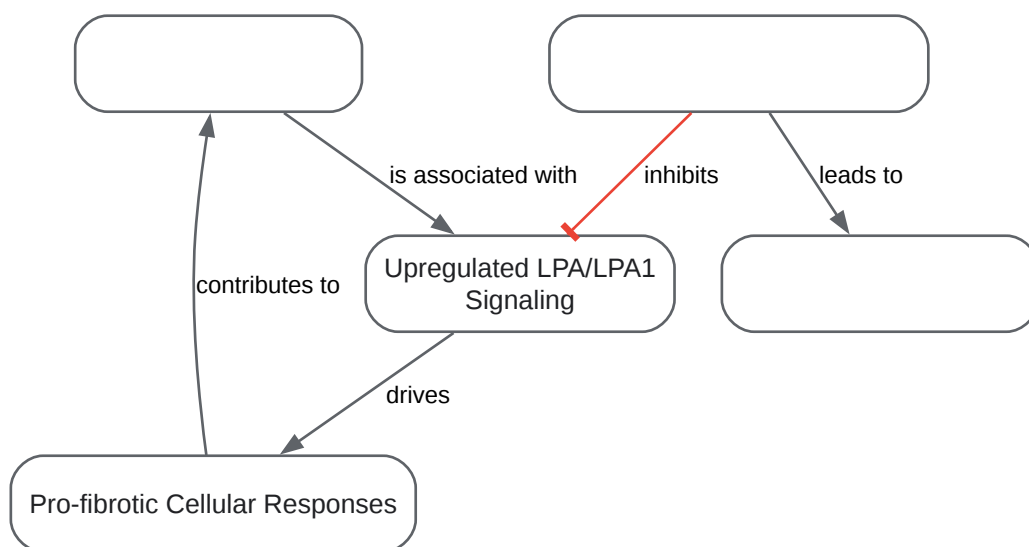 is associated with
inhibits
leads to
Upregulated LPA/LPA1
Signaling
contributes to
drives
Pro-fibrotic Cellular Responses